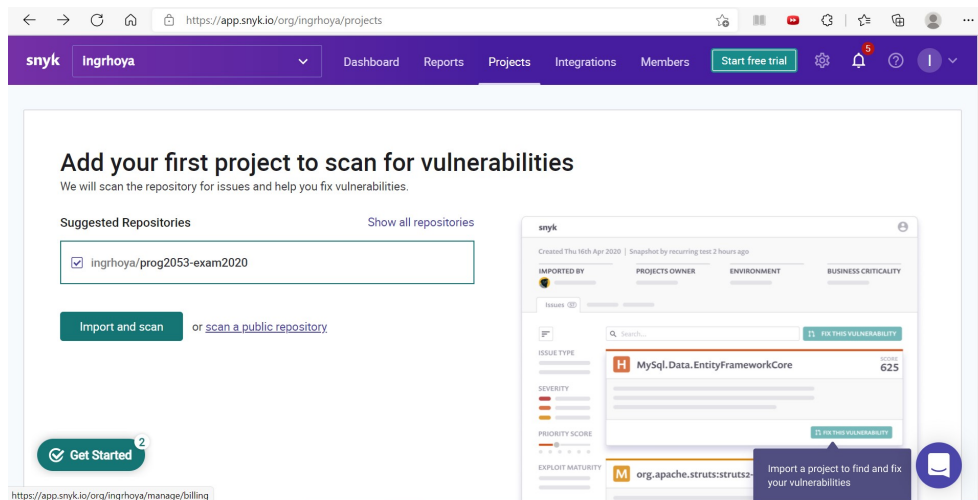 https://app.snyk.io/org/ingrhoya/projects
snyk ingrhoya Dashboard Reports Projects Integrations Members Start free trial 5 I
Add your first project to scan for vulnerabilities
We will scan the repository for issues and help you fix vulnerabilities.
Suggested Repositories Show all repositories
ingrhoya/prog2053-exam2020
Import and scan or scan a public repository
snyk
Created Thu 16th Apr 2020 | Snapshot by recurring test 2 hours ago
IMPORTED BY PROJECTS OWNER ENVIRONMENT BUSINESS CRITICALITY
Issues
Search...
FIX THIS VULNERABILITY
ISSUE TYPE
H MySql.Data.EntityFrameworkCore
SCORE
625
SEVERITY
FIX THIS VULNERABILITY
PRIORITY SCORE
EXPLOIT MATURITY
M org.apache.struts:struts2-
Import a project to find and fix
your vulnerabilities
Get Started 2
https://app.snyk.io/org/ingrhoya/manage/billing